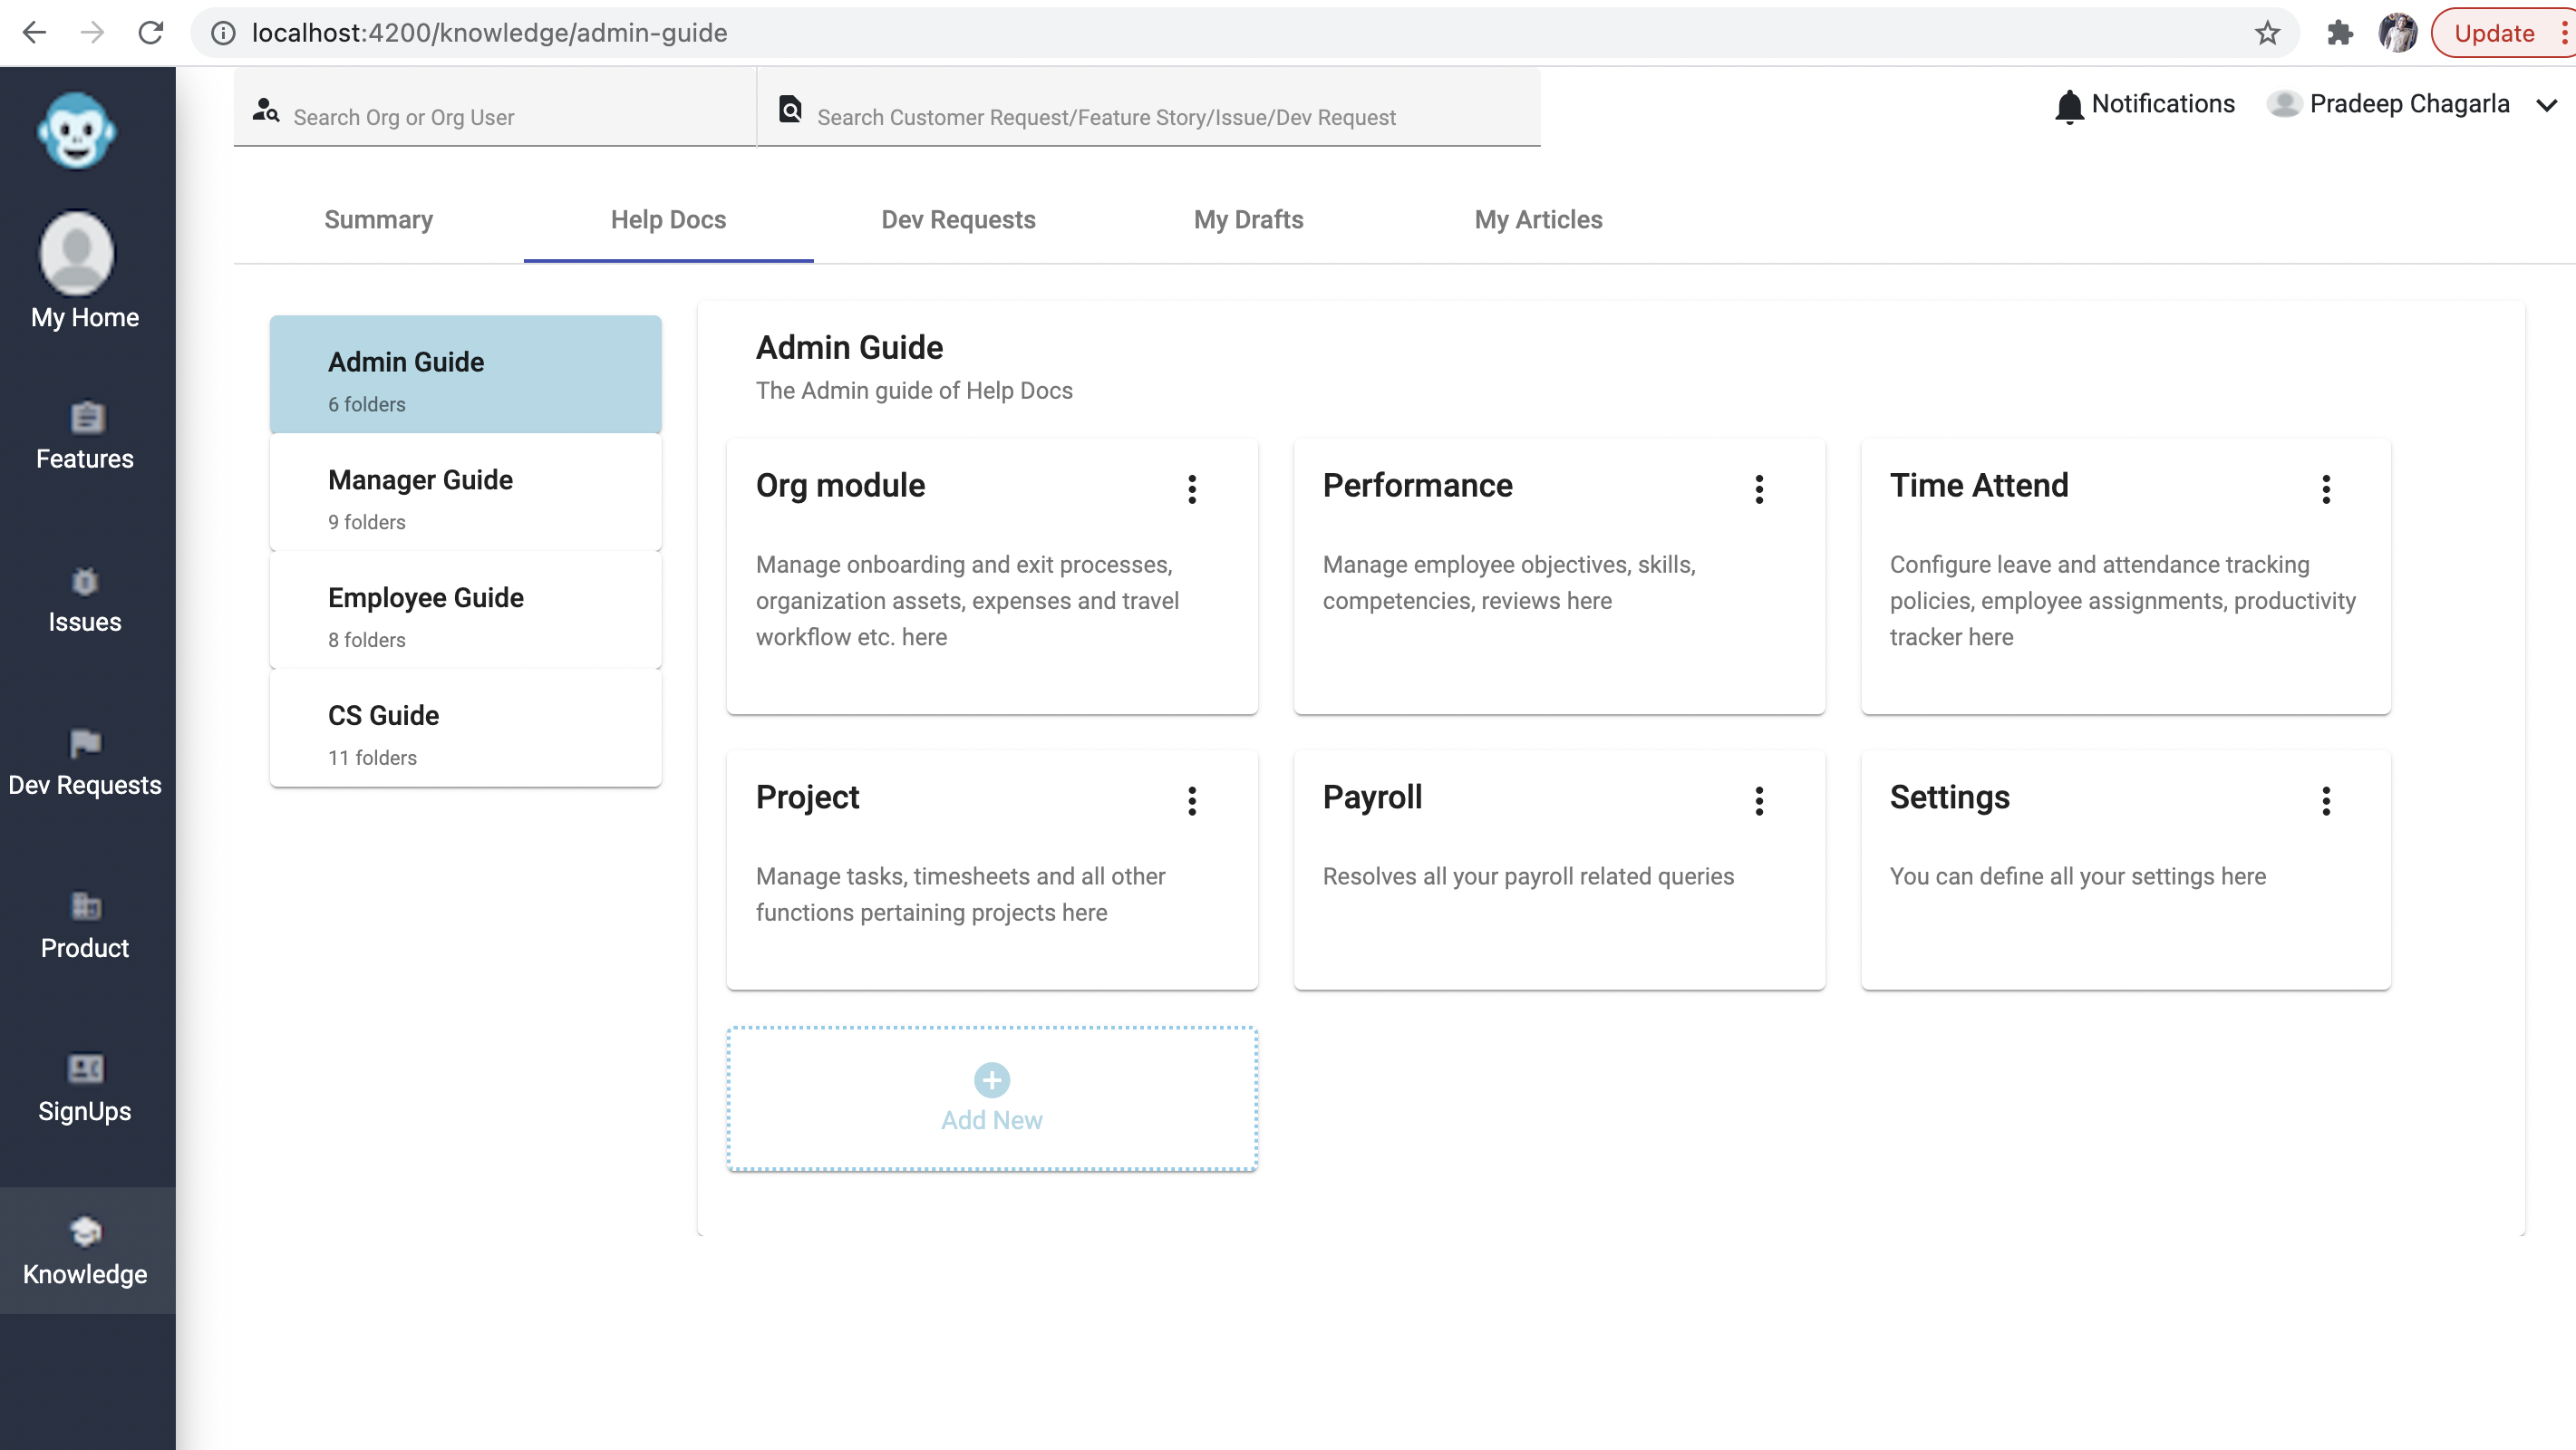 localhost:4200/knowledge/admin-guide
Update
Search Org or Org User
Search Customer Request/Feature Story/Issue/Dev Request
Notifications
Pradeep Chagarla
My Home
Features
Issues
Dev Requests
Product
SignUps
Knowledge
Summary
Help Docs
Dev Requests
My Drafts
My Articles
Admin Guide
6 folders
Manager Guide
9 folders
Employee Guide
8 folders
CS Guide
11 folders
Admin Guide
The Admin guide of Help Docs
Org module
Manage onboarding and exit processes,
organization assets, expenses and travel
workflow etc. here
Performance
Manage employee objectives, skills,
competencies, reviews here
Time Attend
Configure leave and attendance tracking
policies, employee assignments, productivity
tracker here
Project
Manage tasks, timesheets and all other
functions pertaining projects here
Payroll
Resolves all your payroll related queries
Settings
You can define all your settings here
Add New